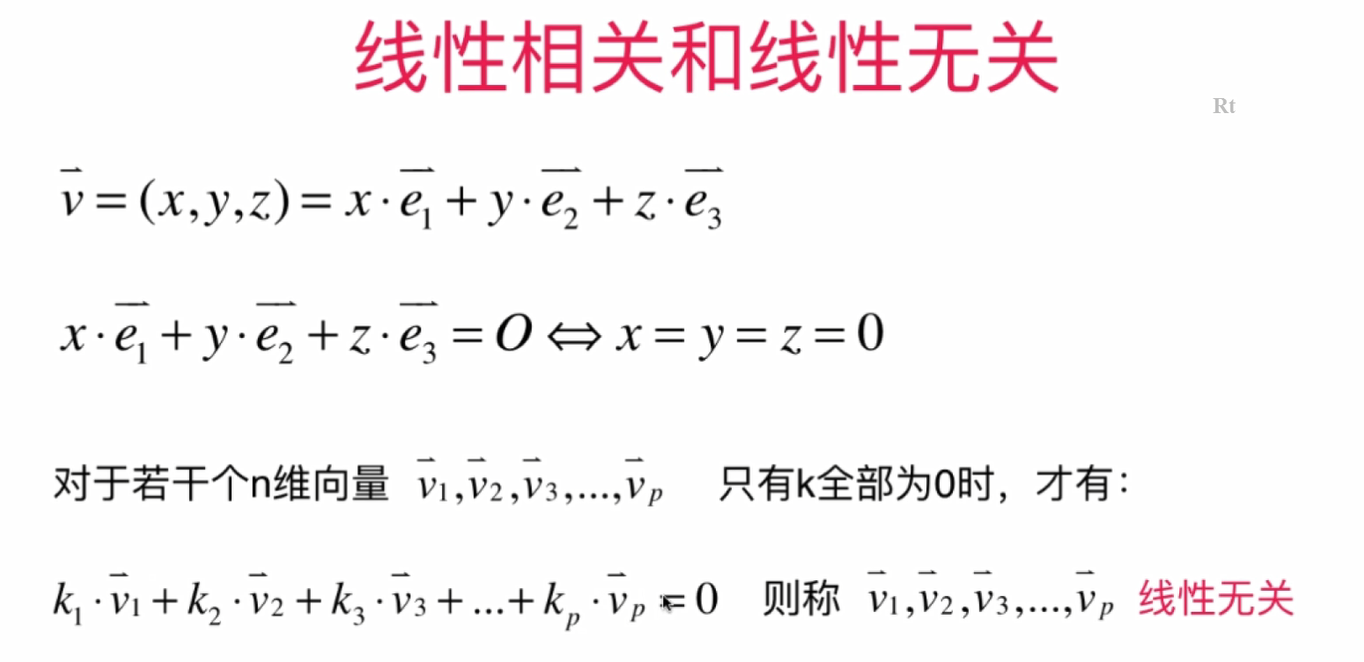 线性相关和线性无关
Rt
$\vec{v} = (x, y, z) = x \cdot \vec{e_1} + y \cdot \vec{e_2} + z \cdot \vec{e_3}$
$x \cdot \vec{e_1} + y \cdot \vec{e_2} + z \cdot \vec{e_3} = O \Leftrightarrow x = y = z = 0$
对于若干个n维向量 $\vec{v}_1, \vec{v}_2, \vec{v}_3, ..., \vec{v}_p$ 只有k全部为0时，才有：
$k_1 \cdot \vec{v}_1 + k_2 \cdot \vec{v}_2 + k_3 \cdot \vec{v}_3 + ... + k_p \cdot \vec{v}_p = 0$ 则称 $\vec{v}_1, \vec{v}_2, \vec{v}_3, ..., \vec{v}_p$ 线性无关